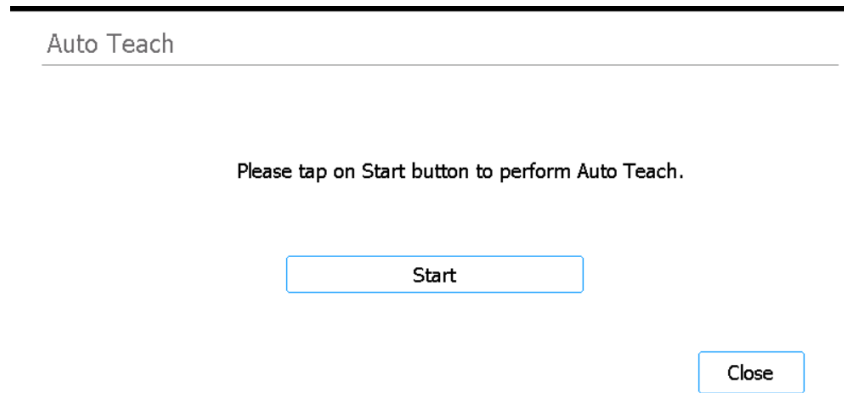 Auto Teach
Please tap on Start button to perform Auto Teach.
Start
Close